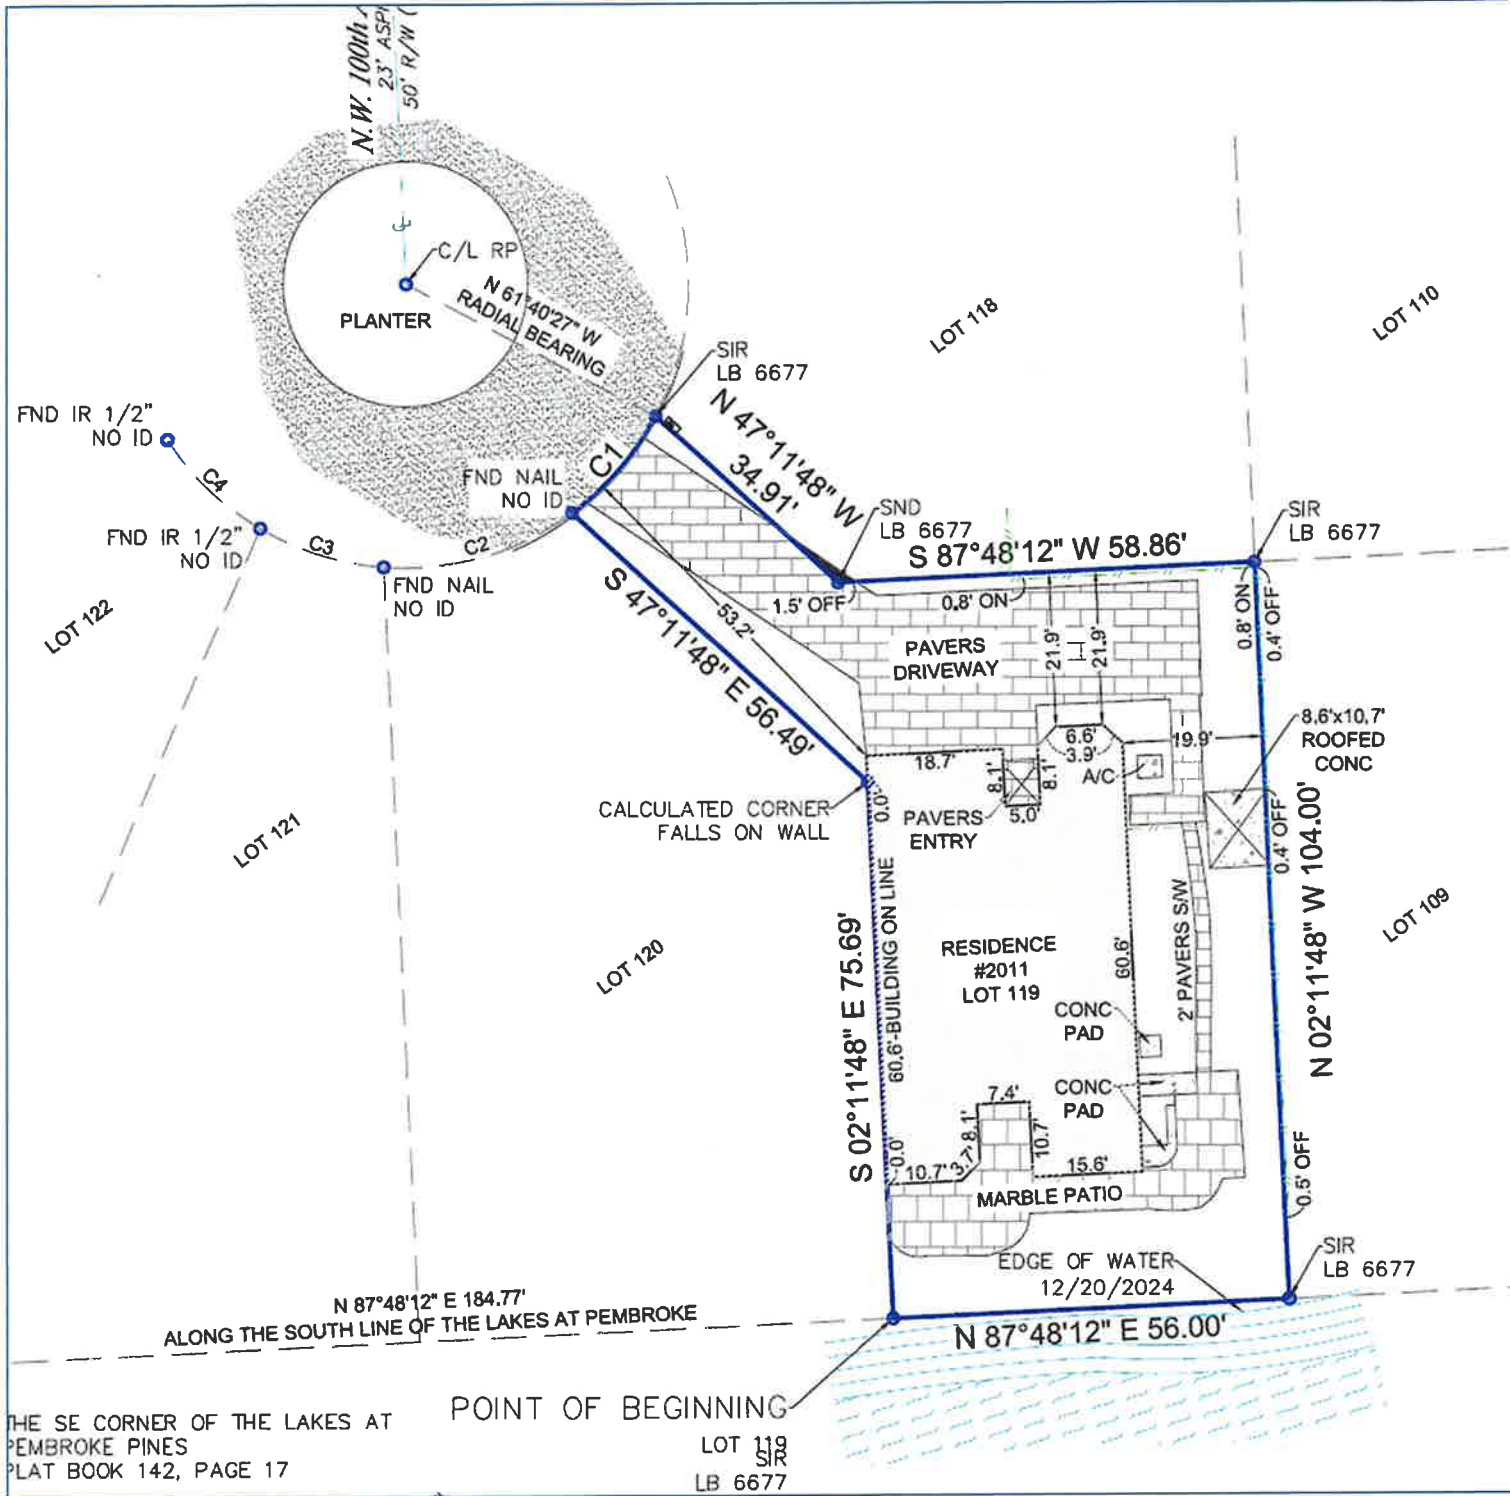 N.W. 100th
23' ASP
50' R/W (
C/L RP
N 61°40'27" W
RADIAL BEARING
PLANTER
LOT 118
LOT 110
SIR
LB 6677
FND IR 1/2"
NO ID
N 47°11'48" W
34.91'
C4
C1
FND NAIL
NO ID
SND
LB 6677
SIR
LB 6677
FND IR 1/2"
NO ID
C3
C2
S 87°48'12" W 58.86'
FND NAIL
NO ID
LOT 122
S 47°11'48" E 56.49'
53.2'
1.5' OFF
0.8' ON
0.8' ON
0.4' OFF
PAVERS
DRIVEWAY
21.9'
21.9'
8.6'x10.7'
ROOFED
CONC
6.6'
3.9'
19.9'
18.7'
8.1'
8.1'
A/C
5.0'
CALCULATED CORNER
FALLS ON WALL
0.0'
PAVERS
ENTRY
0.4' OFF
LOT 121
LOT 120
LOT 109
S 02°11'48" E 75.69'
60.6'-BUILDING ON LINE
RESIDENCE
#2011
LOT 119
60.6'
2' PAVERS S/W
N 02°11'48" W 104.00'
CONC
PAD
CONC
PAD
7.4'
8.1'
3.7'
10.7'
0.0'
10.7'
15.6'
MARBLE PATIO
0.5' OFF
EDGE OF WATER
12/20/2024
SIR
LB 6677
N 87°48'12" E 184.77'
ALONG THE SOUTH LINE OF THE LAKES AT PEMBROKE
N 87°48'12" E 56.00'
POINT OF BEGINNING
LOT 119
SIR
LB 6677
THE SE CORNER OF THE LAKES AT
PEMBROKE PINES
PLAT BOOK 142, PAGE 17